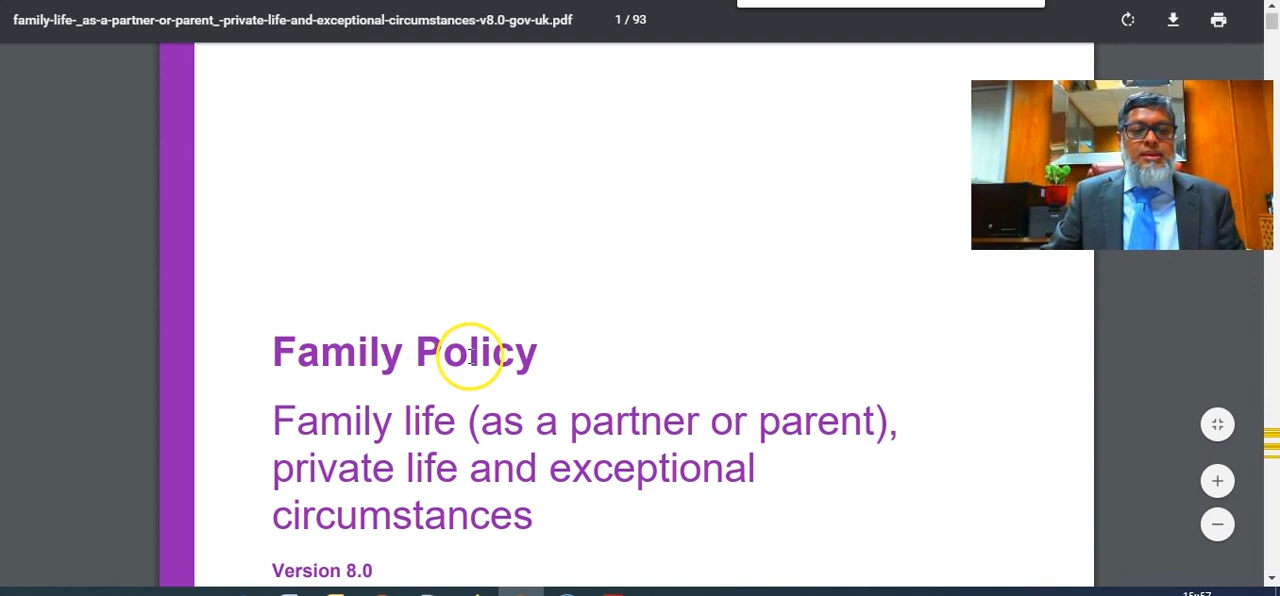 family-life-_as-a-partner-or-parent_-private-life-and-exceptional-circumstances-v8.0-gov-uk.pdf 1 / 93
Family Policy
Family life (as a partner or parent),
private life and exceptional
circumstances
Version 8.0